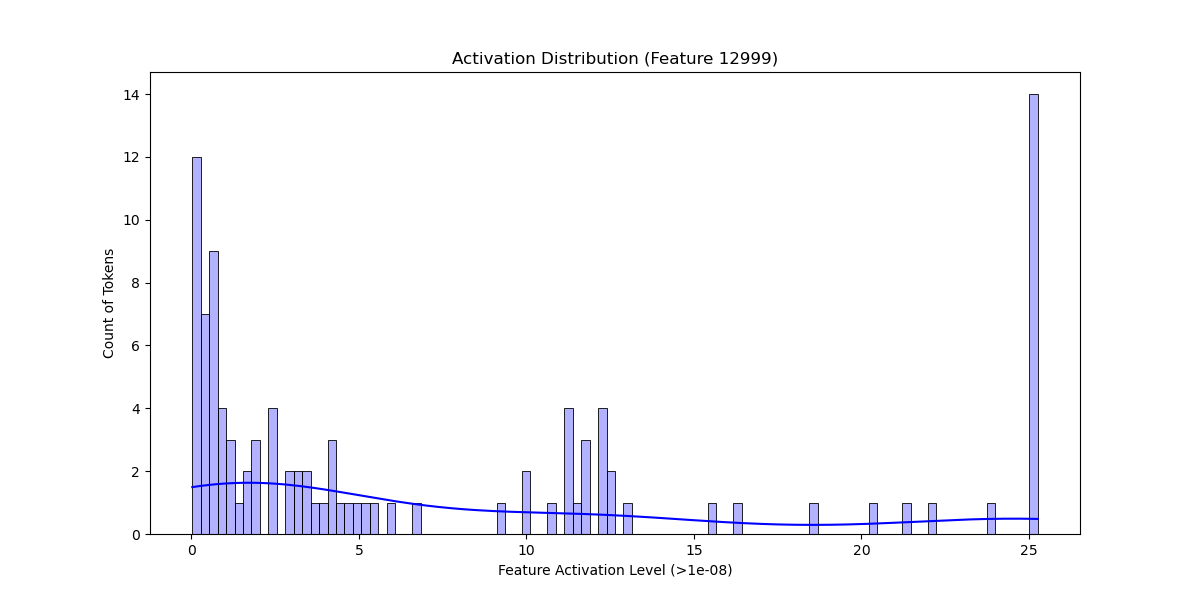 Activation Distribution (Feature 12999)
14
12
10
8
6
4
2
0
Count of Tokens
0 5 10 15 20 25
Feature Activation Level (>1e-08)